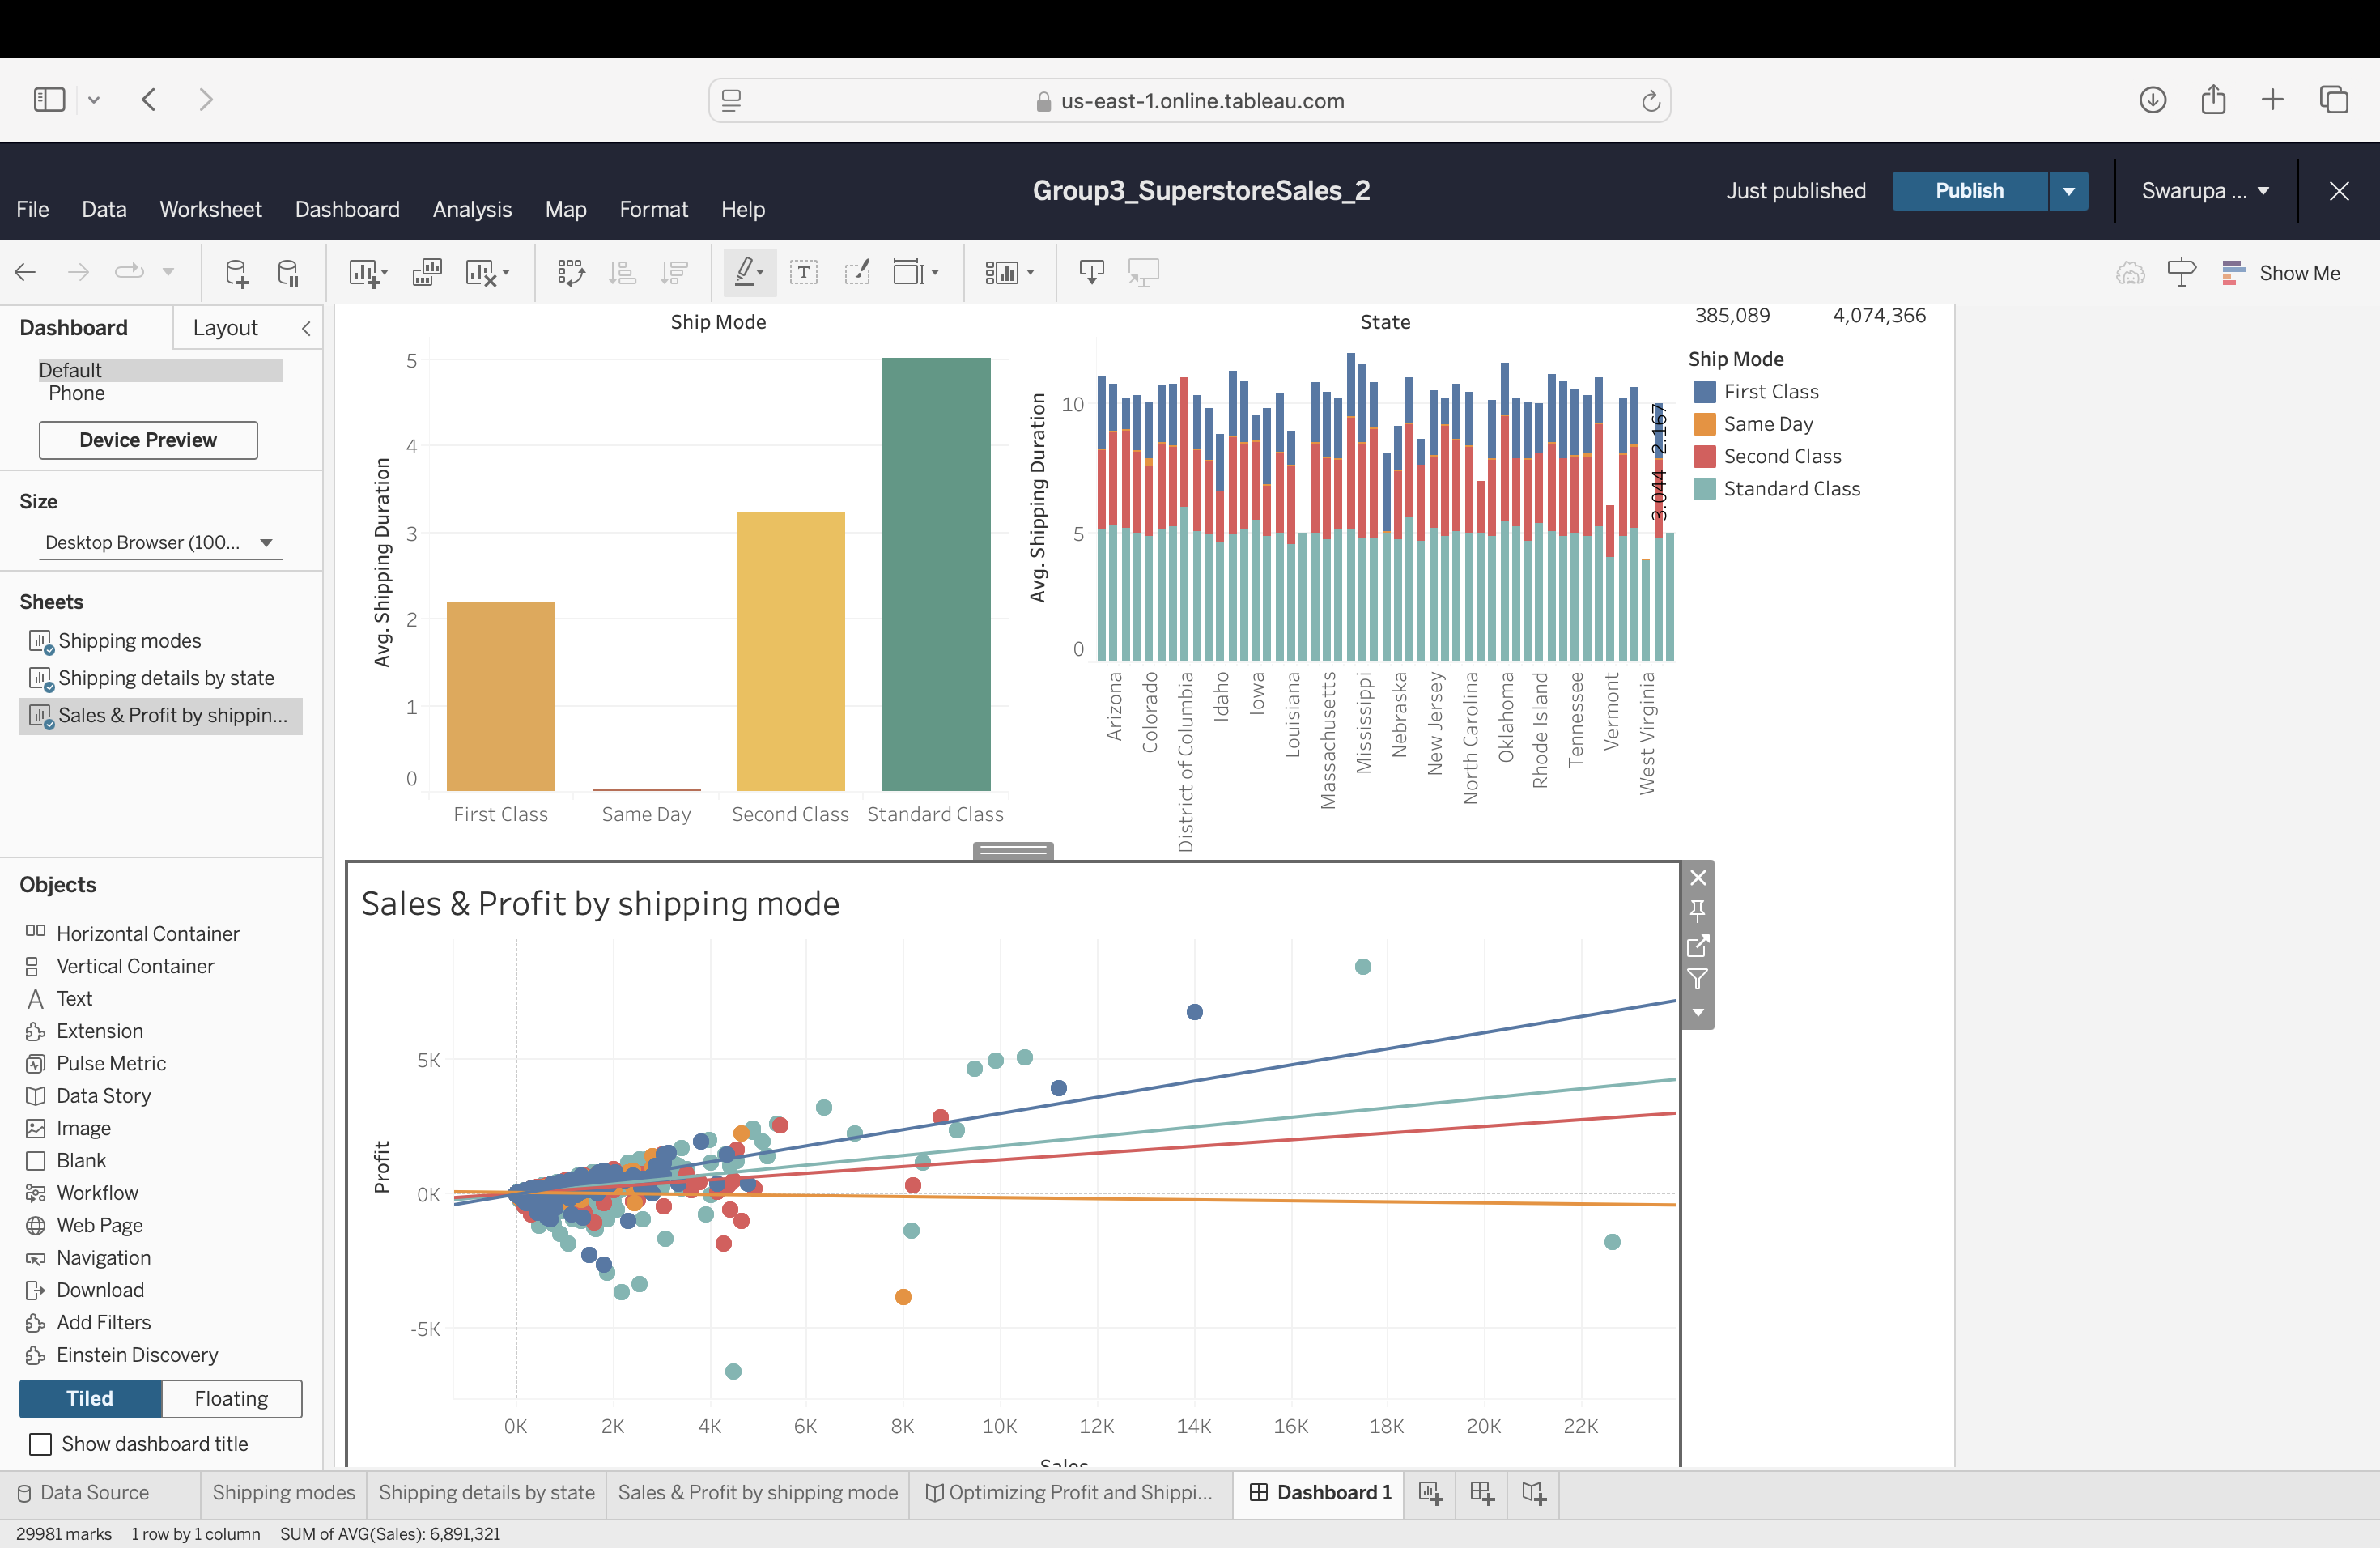 us-east-1.online.tableau.com
File Data Worksheet Dashboard Analysis Map Format Help
Group3_SuperstoreSales_2
Just published
Publish
Swarupa ...
Show Me
Dashboard
Layout
Default
Phone
Device Preview
Size
Desktop Browser (100...
Sheets
Shipping modes
Shipping details by state
Sales & Profit by shippin...
Objects
Horizontal Container
Vertical Container
Text
Extension
Pulse Metric
Data Story
Image
Blank
Workflow
Web Page
Navigation
Download
Add Filters
Einstein Discovery
Tiled
Floating
Show dashboard title
Ship Mode
Avg. Shipping Duration
5
4
3
2
1
0
First Class
Same Day
Second Class
Standard Class
State
Avg. Shipping Duration
10
5
0
3.044
2.167
Arizona
Colorado
District of Columbia
Idaho
Iowa
Louisiana
Massachusetts
Mississippi
Nebraska
New Jersey
North Carolina
Oklahoma
Rhode Island
Tennessee
Vermont
West Virginia
385,089 4,074,366
Ship Mode
First Class
Same Day
Second Class
Standard Class
Sales & Profit by shipping mode
Profit
5K
0K
-5K
0K 2K 4K 6K 8K 10K 12K 14K 16K 18K 20K 22K
Sales
Data Source
Shipping modes
Shipping details by state
Sales & Profit by shipping mode
Optimizing Profit and Shippi...
Dashboard 1
29981 marks 1 row by 1 column SUM of AVG(Sales): 6,891,321